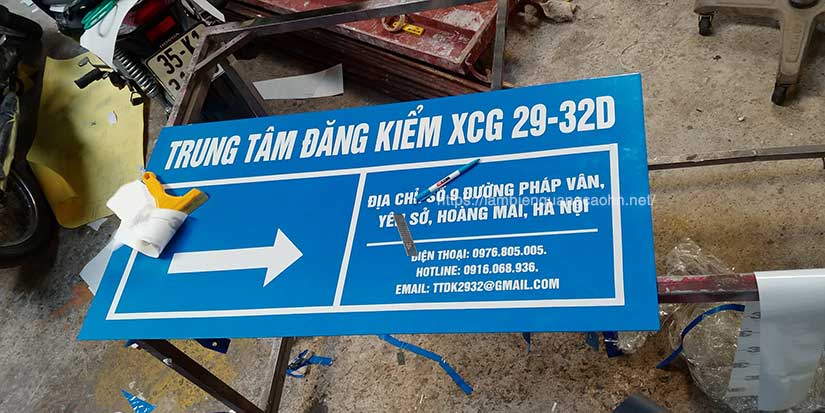 TRUNG TÂM ĐĂNG KIỂM XCG 29-32D
ĐỊA CHỈ: SỐ 9 ĐƯỜNG PHÁP VÂN,
YÊN SỞ, HOÀNG MAI, HÀ NỘI
ĐIỆN THOẠI: 0976.805.005.
HOTLINE: 0916.068.936.
EMAIL: TTDK2932@GMAIL.COM
https://lambienquangcaohn.net/
HONDA